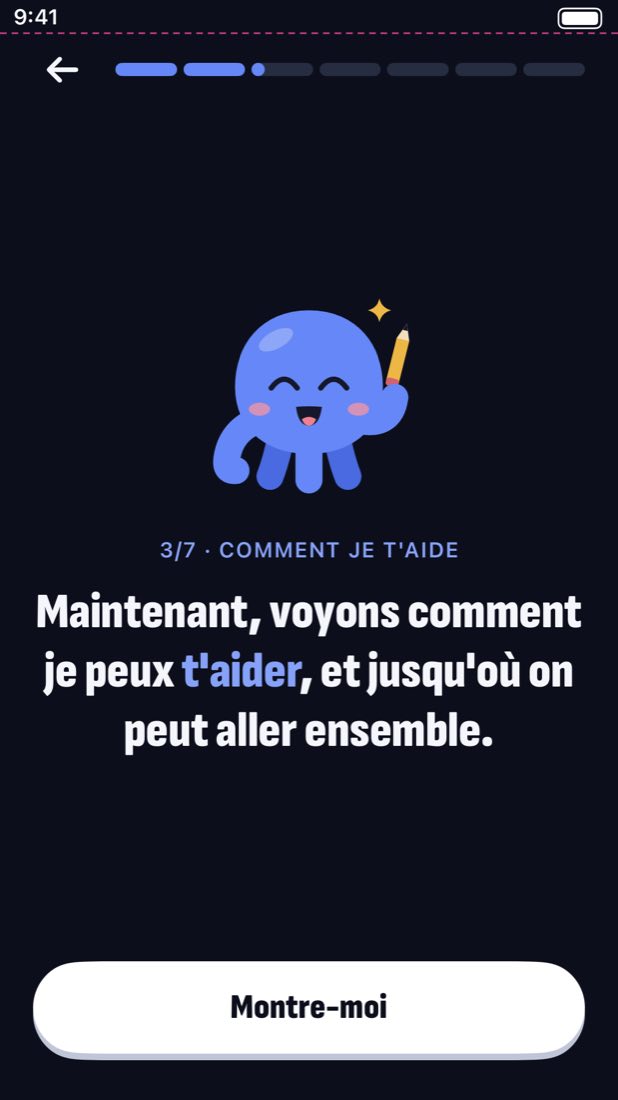 9:41
3/7 · COMMENT JE T'AIDE
Maintenant, voyons comment
je peux t'aider, et jusqu'où on
peut aller ensemble.
Montre-moi